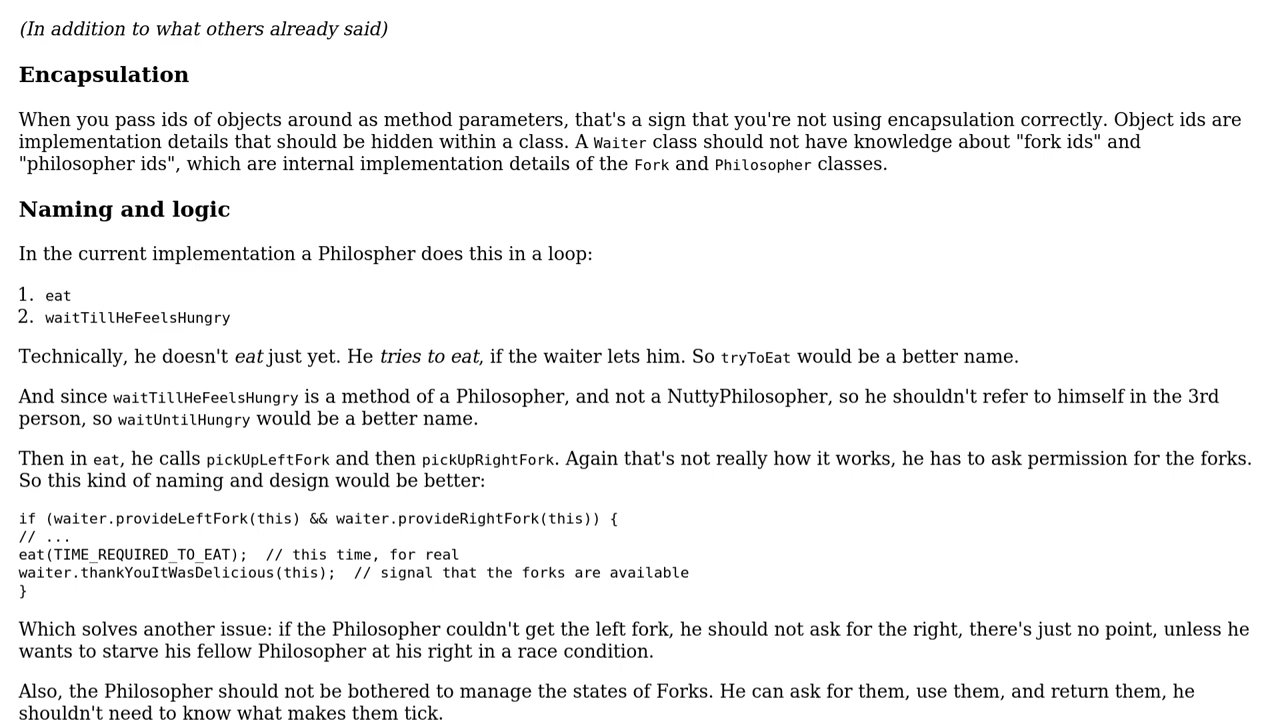 (In addition to what others already said)
Encapsulation
When you pass ids of objects around as method parameters, that's a sign that you're not using encapsulation correctly. Object ids are
implementation details that should be hidden within a class. A Waiter class should not have knowledge about "fork ids" and
"philosopher ids", which are internal implementation details of the Fork and Philosopher classes.
Naming and logic
In the current implementation a Philospher does this in a loop:
1. eat
2. waitTillHeFeelsHungry
Technically, he doesn't eat just yet. He tries to eat, if the waiter lets him. So tryToEat would be a better name.
And since waitTillHeFeelsHungry is a method of a Philosopher, and not a NuttyPhilosopher, so he shouldn't refer to himself in the 3rd
person, so waitUntilHungry would be a better name.
Then in eat, he calls pickUpLeftFork and then pickUpRightFork. Again that's not really how it works, he has to ask permission for the forks.
So this kind of naming and design would be better:
if (waiter.provideLeftFork(this) && waiter.provideRightFork(this)) {
// ...
eat(TIME_REQUIRED_TO_EAT);  // this time, for real
waiter.thankYouItWasDelicious(this);  // signal that the forks are available
}
Which solves another issue: if the Philosopher couldn't get the left fork, he should not ask for the right, there's just no point, unless he
wants to starve his fellow Philosopher at his right in a race condition.
Also, the Philosopher should not be bothered to manage the states of Forks. He can ask for them, use them, and return them, he
shouldn't need to know what makes them tick.